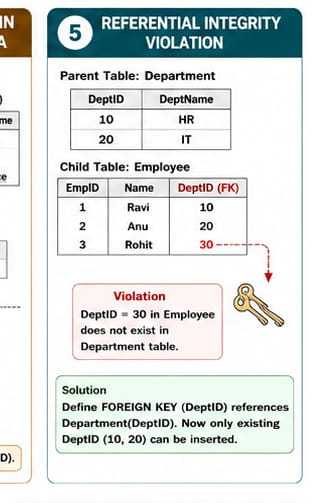 IN
A
)
me
ce
D).
5
REFERENTIAL INTEGRITY
VIOLATION
Parent Table: Department
DeptID DeptName
10 HR
20 IT
Child Table: Employee
EmpID Name DeptID (FK)
1 Ravi 10
2 Anu 20
3 Rohit 30
Violation
DeptID = 30 in Employee
does not exist in
Department table.
Solution
Define FOREIGN KEY (DeptID) references
Department(DeptID). Now only existing
DeptID (10, 20) can be inserted.